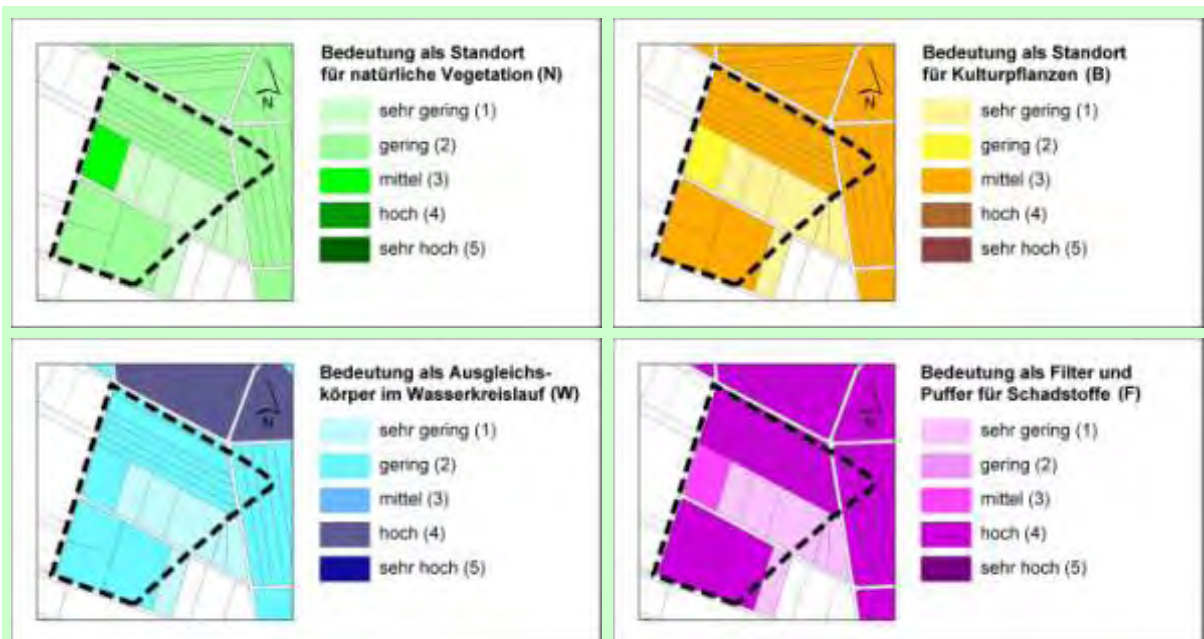 Bedeutung als Standort
für natürliche Vegetation (N)
N
sehr gering (1)
gering (2)
mittel (3)
hoch (4)
sehr hoch (5)
Bedeutung als Standort
für Kulturpflanzen (B)
N
sehr gering (1)
gering (2)
mittel (3)
hoch (4)
sehr hoch (5)
Bedeutung als Ausgleichs-
körper im Wasserkreislauf (W)
N
sehr gering (1)
gering (2)
mittel (3)
hoch (4)
sehr hoch (5)
Bedeutung als Filter und
Puffer für Schadstoffe (F)
N
sehr gering (1)
gering (2)
mittel (3)
hoch (4)
sehr hoch (5)